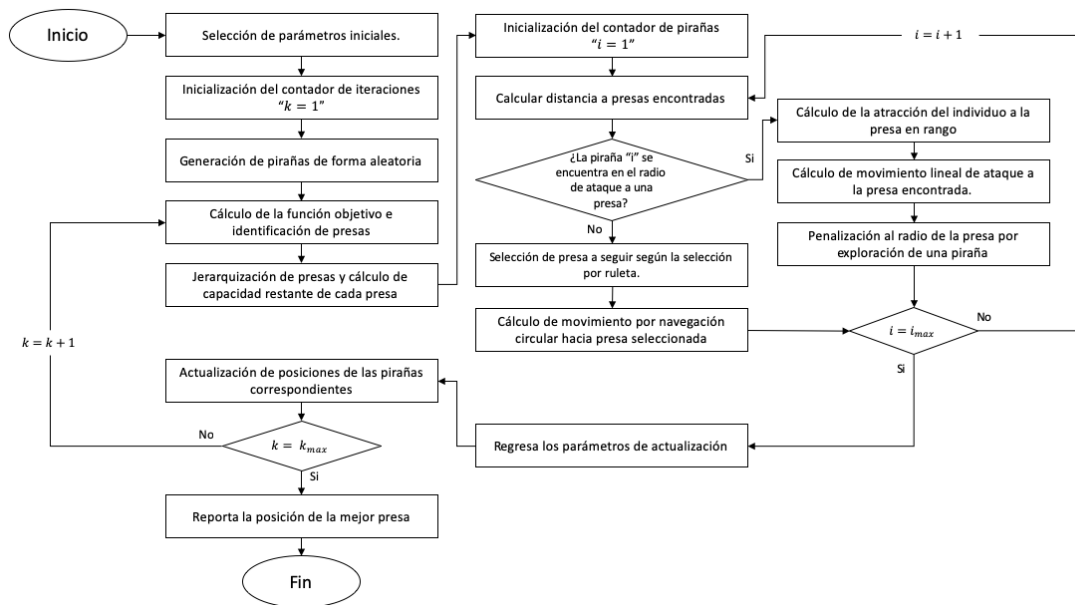 Inicio
Selección de parámetros iniciales.
Inicialización del contador de iteraciones
“k = 1”
Generación de pirañas de forma aleatoria
Cálculo de la función objetivo e
identificación de presas
Jerarquización de presas y cálculo de
capacidad restante de cada presa
k = k + 1
Inicialización del contador de pirañas
“i = 1”
Calcular distancia a presas encontradas
¿La piraña “i” se
encuentra en el radio
de ataque a una
presa?
Si
No
Selección de presa a seguir según la selección
por ruleta.
Cálculo de movimiento por navegación
circular hacia presa seleccionada
i = i + 1
Cálculo de la atracción del individuo a la
presa en rango
Cálculo de movimiento lineal de ataque a
la presa encontrada.
Penalización al radio de la presa por
exploración de una piraña
i = imax
No
Si
Regresa los parámetros de actualización
Actualización de posiciones de las pirañas
correspondientes
No
k = kmax
Si
Reporta la posición de la mejor presa
Fin